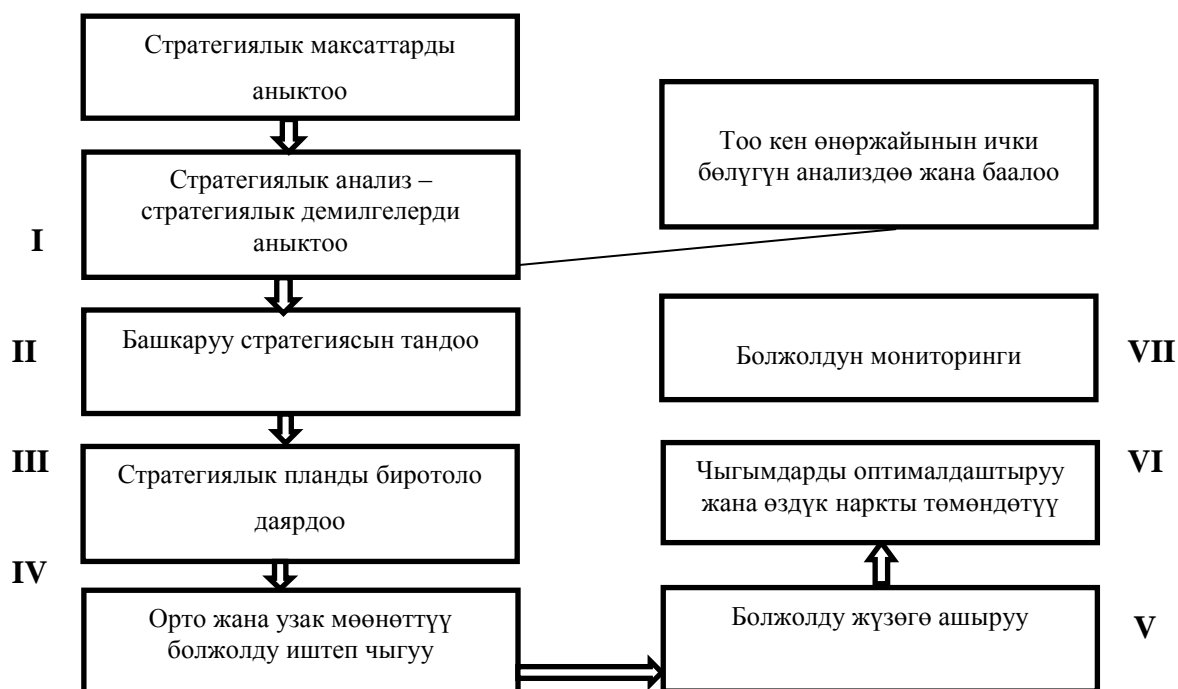 Стратегиялык максаттарды
аныктоо
Стратегиялык анализ –
стратегиялык демилгелерди
аныктоо
I
Башкаруу стратегиясын тандоо
II
III
Стратегиялык планды биротоло
даярдоо
IV
Орто жана узак мөөнөттүү
болжолду иштеп чыгуу
Тоо кен өнөржайынын ички
бөлүгүн анализдөө жана баалоо
Болжолдун мониторинги
VII
Чыгымдарды оптималдаштыруу
жана өздүк наркты төмөндөтүү
VI
Болжолду жүзөгө ашыруу
V